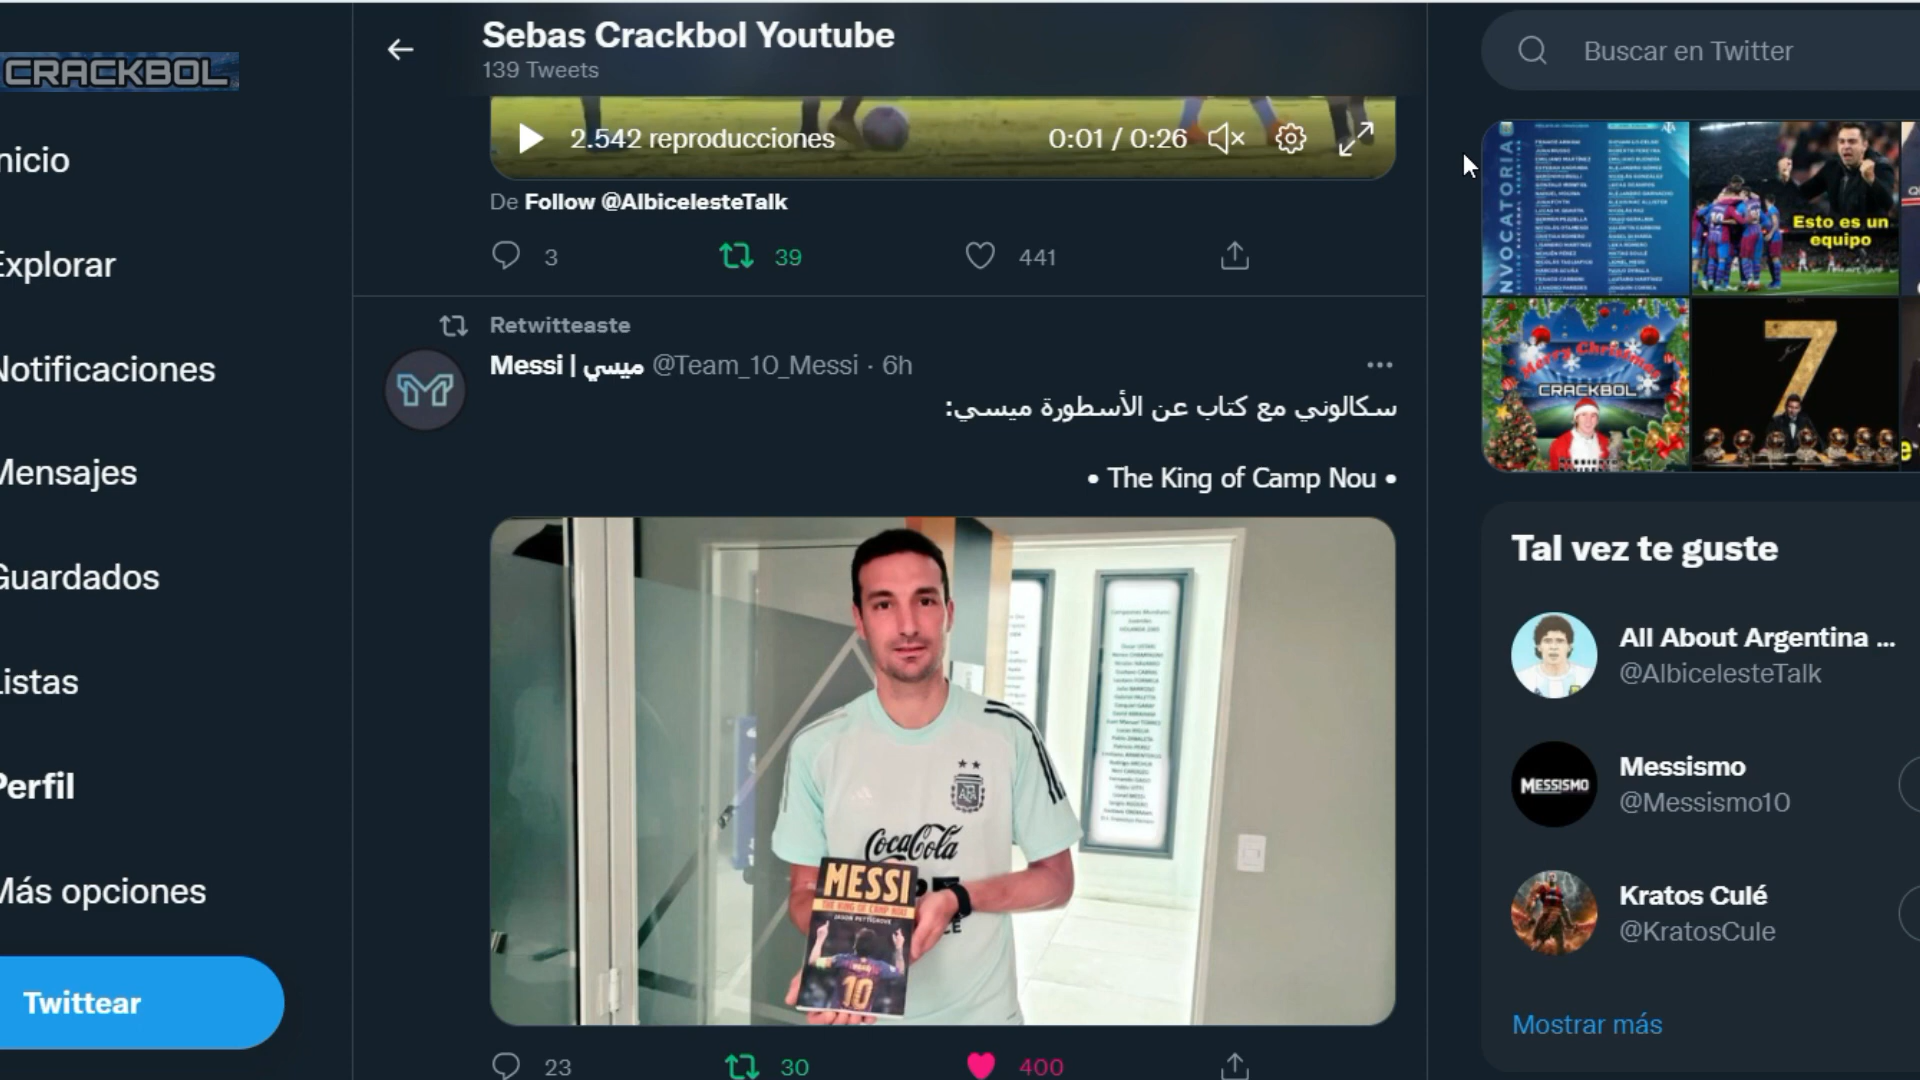 CRACKBOL
nicio
Explorar
Notificaciones
Mensajes
Guardados
Listas
Perfil
Más opciones
Twittear
Sebas Crackbol Youtube
139 Tweets
2.542 reproducciones
0:01 / 0:26
De Follow @AlbicelesteTalk
3
39
441
Retwitteaste
Messi | ميسي @Team_10_Messi · 6h
سكالوني مع كتاب عن الأسطورة ميسي:
• The King of Camp Nou •
AFA
CocaCola
MESSI
THE KING OF CAMP NOU
JASON PETTIGROVE
10
23
30
400
Buscar en Twitter
NVOCATORIA
Esto es un
equipo
Merry Christmas
CRACKBOL
7
Tal vez te guste
All About Argentina ...
@AlbicelesteTalk
MESSISMO
Messismo
@Messismo10
Kratos Culé
@KratosCule
Mostrar más